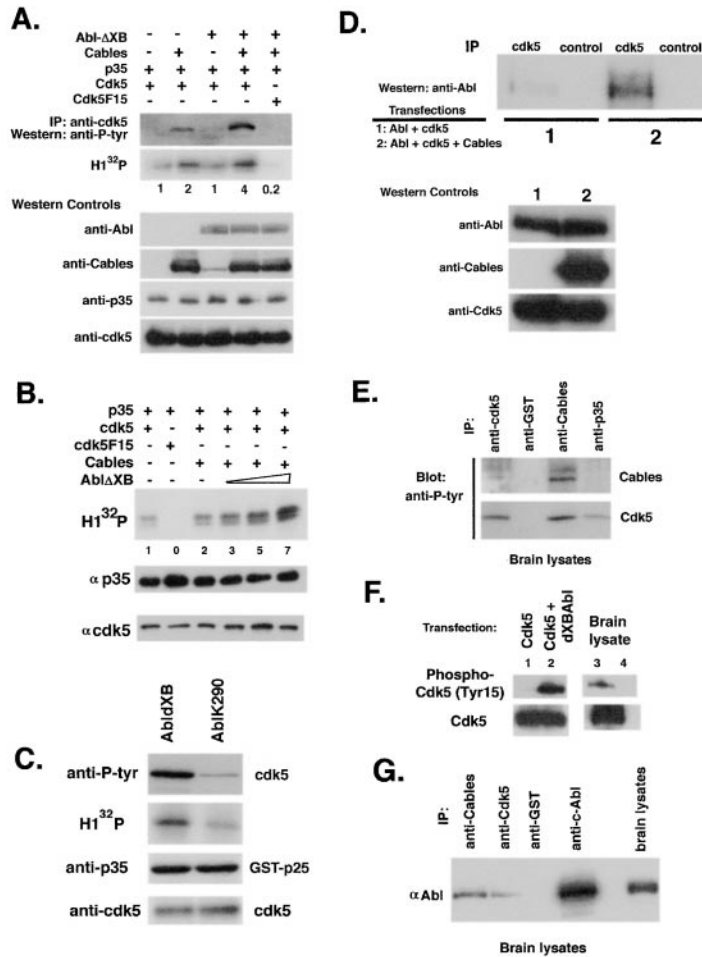 A.
Abl-ΔXB - - + + +
Cables - + - + +
p35 + + + + +
Cdk5 + + + + -
Cdk5F15 - - - - +
IP: anti-cdk5
Western: anti-P-tyr
H1³²P
1 2 1 4 0.2
Western Controls
anti-Abl
anti-Cables
anti-p35
anti-cdk5
B.
p35 + + + + + +
cdk5 + - + + + +
cdk5F15 - + - - - -
Cables - - + + + +
AblΔXB - - -
H1³²P
1 0 2 3 5 7
α p35
αcdk5
C.
AbldXB
AblK290
anti-P-tyr cdk5
H1³²P
anti-p35 GST-p25
anti-cdk5 cdk5
D.
IP cdk5 control cdk5 control
Western: anti-Abl
Transfections
1: Abl + cdk5
2: Abl + cdk5 + Cables
1 2
Western Controls 1 2
anti-Abl
anti-Cables
anti-Cdk5
E.
IP: anti-cdk5 anti-GST anti-Cables anti-p35
Blot:
anti-P-tyr
Cables
Cdk5
Brain lysates
F.
Transfection: Cdk5 Cdk5 + dXBAbl Brain lysate
1 2 3 4
Phospho-
Cdk5 (Tyr15)
Cdk5
G.
IP: anti-Cables anti-Cdk5 anti-GST anti-c-Abl brain lysates
αAbl
Brain lysates